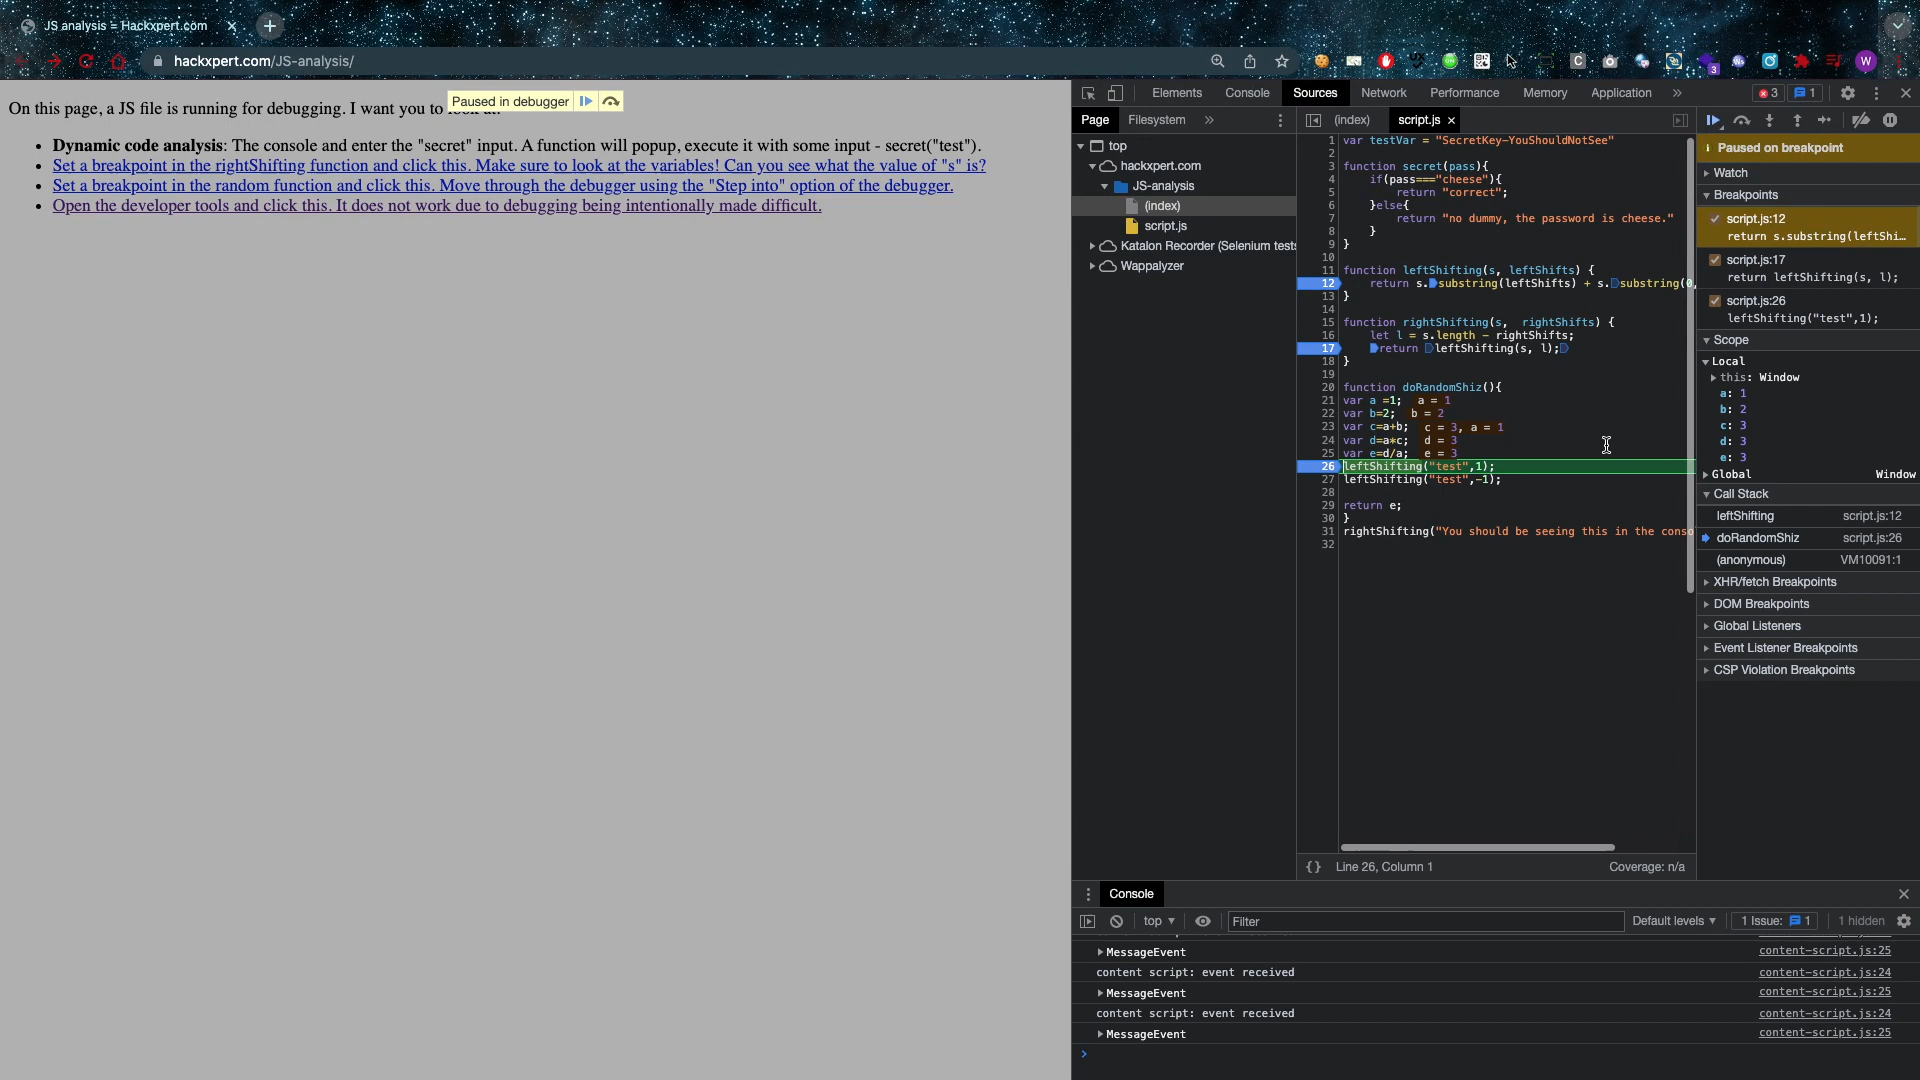 JS analysis = Hackxpert.com
hackxpert.com/JS-analysis/
3
W
On this page, a JS file is running for debugging. I want you to look at:
Paused in debugger
• Dynamic code analysis: The console and enter the "secret" input. A function will popup, execute it with some input - secret("test").
• Set a breakpoint in the rightShifting function and click this. Make sure to look at the variables! Can you see what the value of "s" is?
• Set a breakpoint in the random function and click this. Move through the debugger using the "Step into" option of the debugger.
• Open the developer tools and click this. It does not work due to debugging being intentionally made difficult.
Elements Console Sources Network Performance Memory Application » 3 1
Page Filesystem »
top
hackxpert.com
JS-analysis
(index)
script.js
Katalon Recorder (Selenium tests
Wappalyzer
(index) script.js
1 var testVar = "SecretKey-YouShouldNotSee"
2
3 function secret(pass){
4 if(pass==="cheese"){
5 return "correct";
6 }else{
7 return "no dummy, the password is cheese."
8 }
9 }
10
11 function leftShifting(s, leftShifts) {
12 return s.substring(leftShifts) + s.substring(0,
13 }
14
15 function rightShifting(s,  rightShifts) {
16 let l = s.length - rightShifts;
17 return leftShifting(s, l);
18 }
19
20 function doRandomShiz(){
21 var a =1; a = 1
22 var b=2; b = 2
23 var c=a+b; c = 3, a = 1
24 var d=a*c; d = 3
25 var e=d/a; e = 3
26 leftShifting("test",1);
27 leftShifting("test",-1);
28
29 return e;
30 }
31 rightShifting("You should be seeing this in the conso
32
{} Line 26, Column 1 Coverage: n/a
Paused on breakpoint
Watch
Breakpoints
script.js:12
return s.substring(leftShi…
script.js:17
return leftShifting(s, l);
script.js:26
leftShifting("test",1);
Scope
Local
this: Window
a: 1
b: 2
c: 3
d: 3
e: 3
Global Window
Call Stack
leftShifting script.js:12
doRandomShiz script.js:26
(anonymous) VM10091:1
XHR/fetch Breakpoints
DOM Breakpoints
Global Listeners
Event Listener Breakpoints
CSP Violation Breakpoints
Console
top Filter Default levels 1 Issue: 1 1 hidden
MessageEvent content-script.js:25
content script: event received content-script.js:24
MessageEvent content-script.js:25
content script: event received content-script.js:24
MessageEvent content-script.js:25